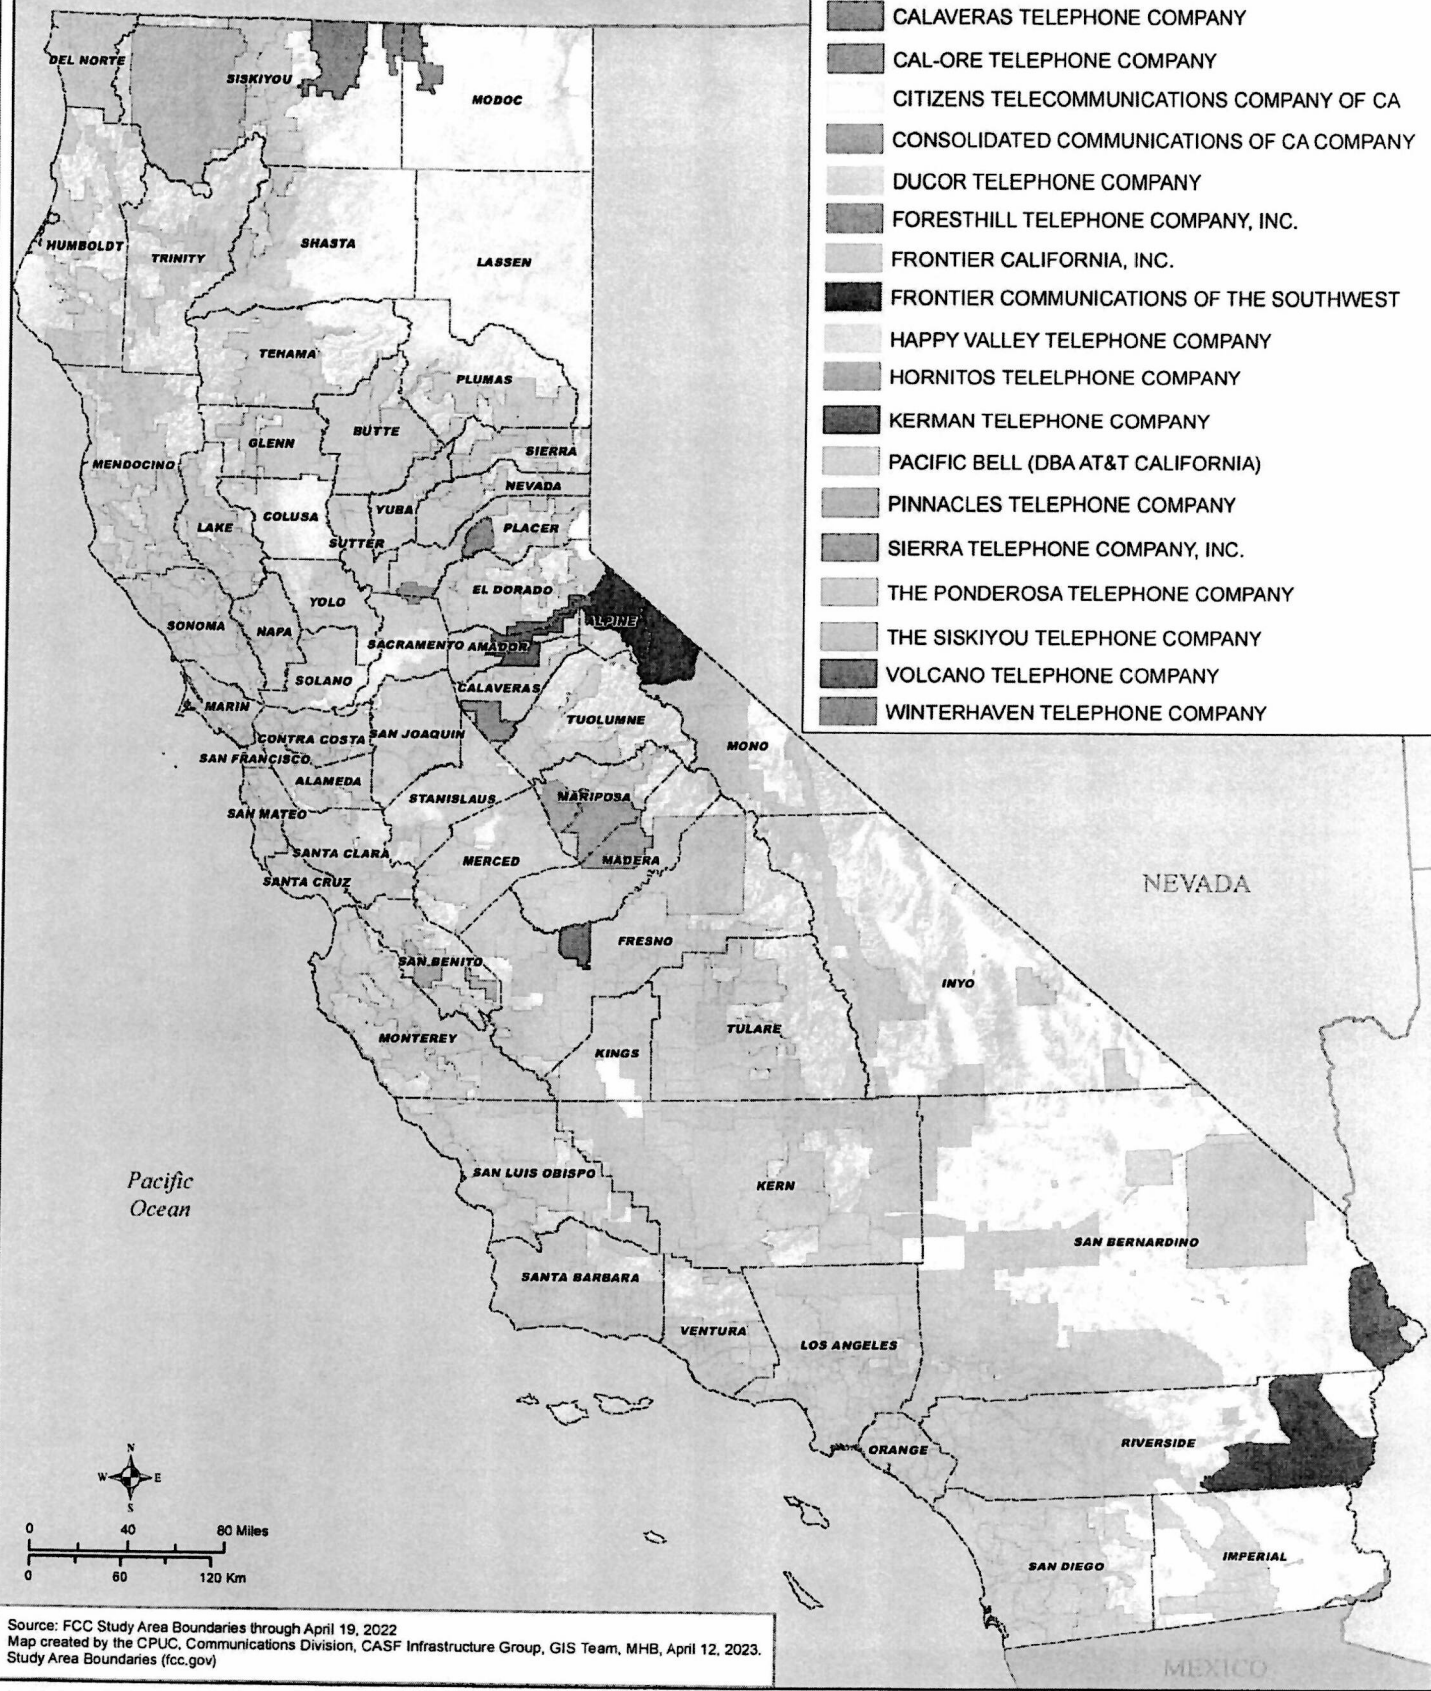 CALAVERAS TELEPHONE COMPANY
CAL-ORE TELEPHONE COMPANY
CITIZENS TELECOMMUNICATIONS COMPANY OF CA
CONSOLIDATED COMMUNICATIONS OF CA COMPANY
DUCOR TELEPHONE COMPANY
FORESTHILL TELEPHONE COMPANY, INC.
FRONTIER CALIFORNIA, INC.
FRONTIER COMMUNICATIONS OF THE SOUTHWEST
HAPPY VALLEY TELEPHONE COMPANY
HORNITOS TELELPHONE COMPANY
KERMAN TELEPHONE COMPANY
PACIFIC BELL (DBA AT&T CALIFORNIA)
PINNACLES TELEPHONE COMPANY
SIERRA TELEPHONE COMPANY, INC.
THE PONDEROSA TELEPHONE COMPANY
THE SISKIYOU TELEPHONE COMPANY
VOLCANO TELEPHONE COMPANY
WINTERHAVEN TELEPHONE COMPANY
DEL NORTE
SISKIYOU
MODOC
HUMBOLDT
TRINITY
SHASTA
LASSEN
TEHAMA
PLUMAS
GLENN
BUTTE
SIERRA
MENDOCINO
NEVADA
COLUSA
YUBA
LAKE
PLACER
SUTTER
EL DORADO
YOLO
ALPINE
SONOMA
NAPA
SACRAMENTO
AMADOR
SOLANO
CALAVERAS
MARIN
TUOLUMNE
CONTRA COSTA
SAN JOAQUIN
MONO
SAN FRANCISCO
ALAMEDA
STANISLAUS
MARIPOSA
SAN MATEO
SANTA CLARA
MERCED
MADERA
SANTA CRUZ
NEVADA
FRESNO
SAN BENITO
INYO
TULARE
MONTEREY
KINGS
SAN LUIS OBISPO
KERN
Pacific
Ocean
SAN BERNARDINO
SANTA BARBARA
VENTURA
LOS ANGELES
ORANGE
RIVERSIDE
SAN DIEGO
IMPERIAL
MEXICO
N
W E
S
0 40 80 Miles
0 60 120 Km
Source: FCC Study Area Boundaries through April 19, 2022
Map created by the CPUC, Communications Division, CASF Infrastructure Group, GIS Team, MHB, April 12, 2023.
Study Area Boundaries (fcc.gov)